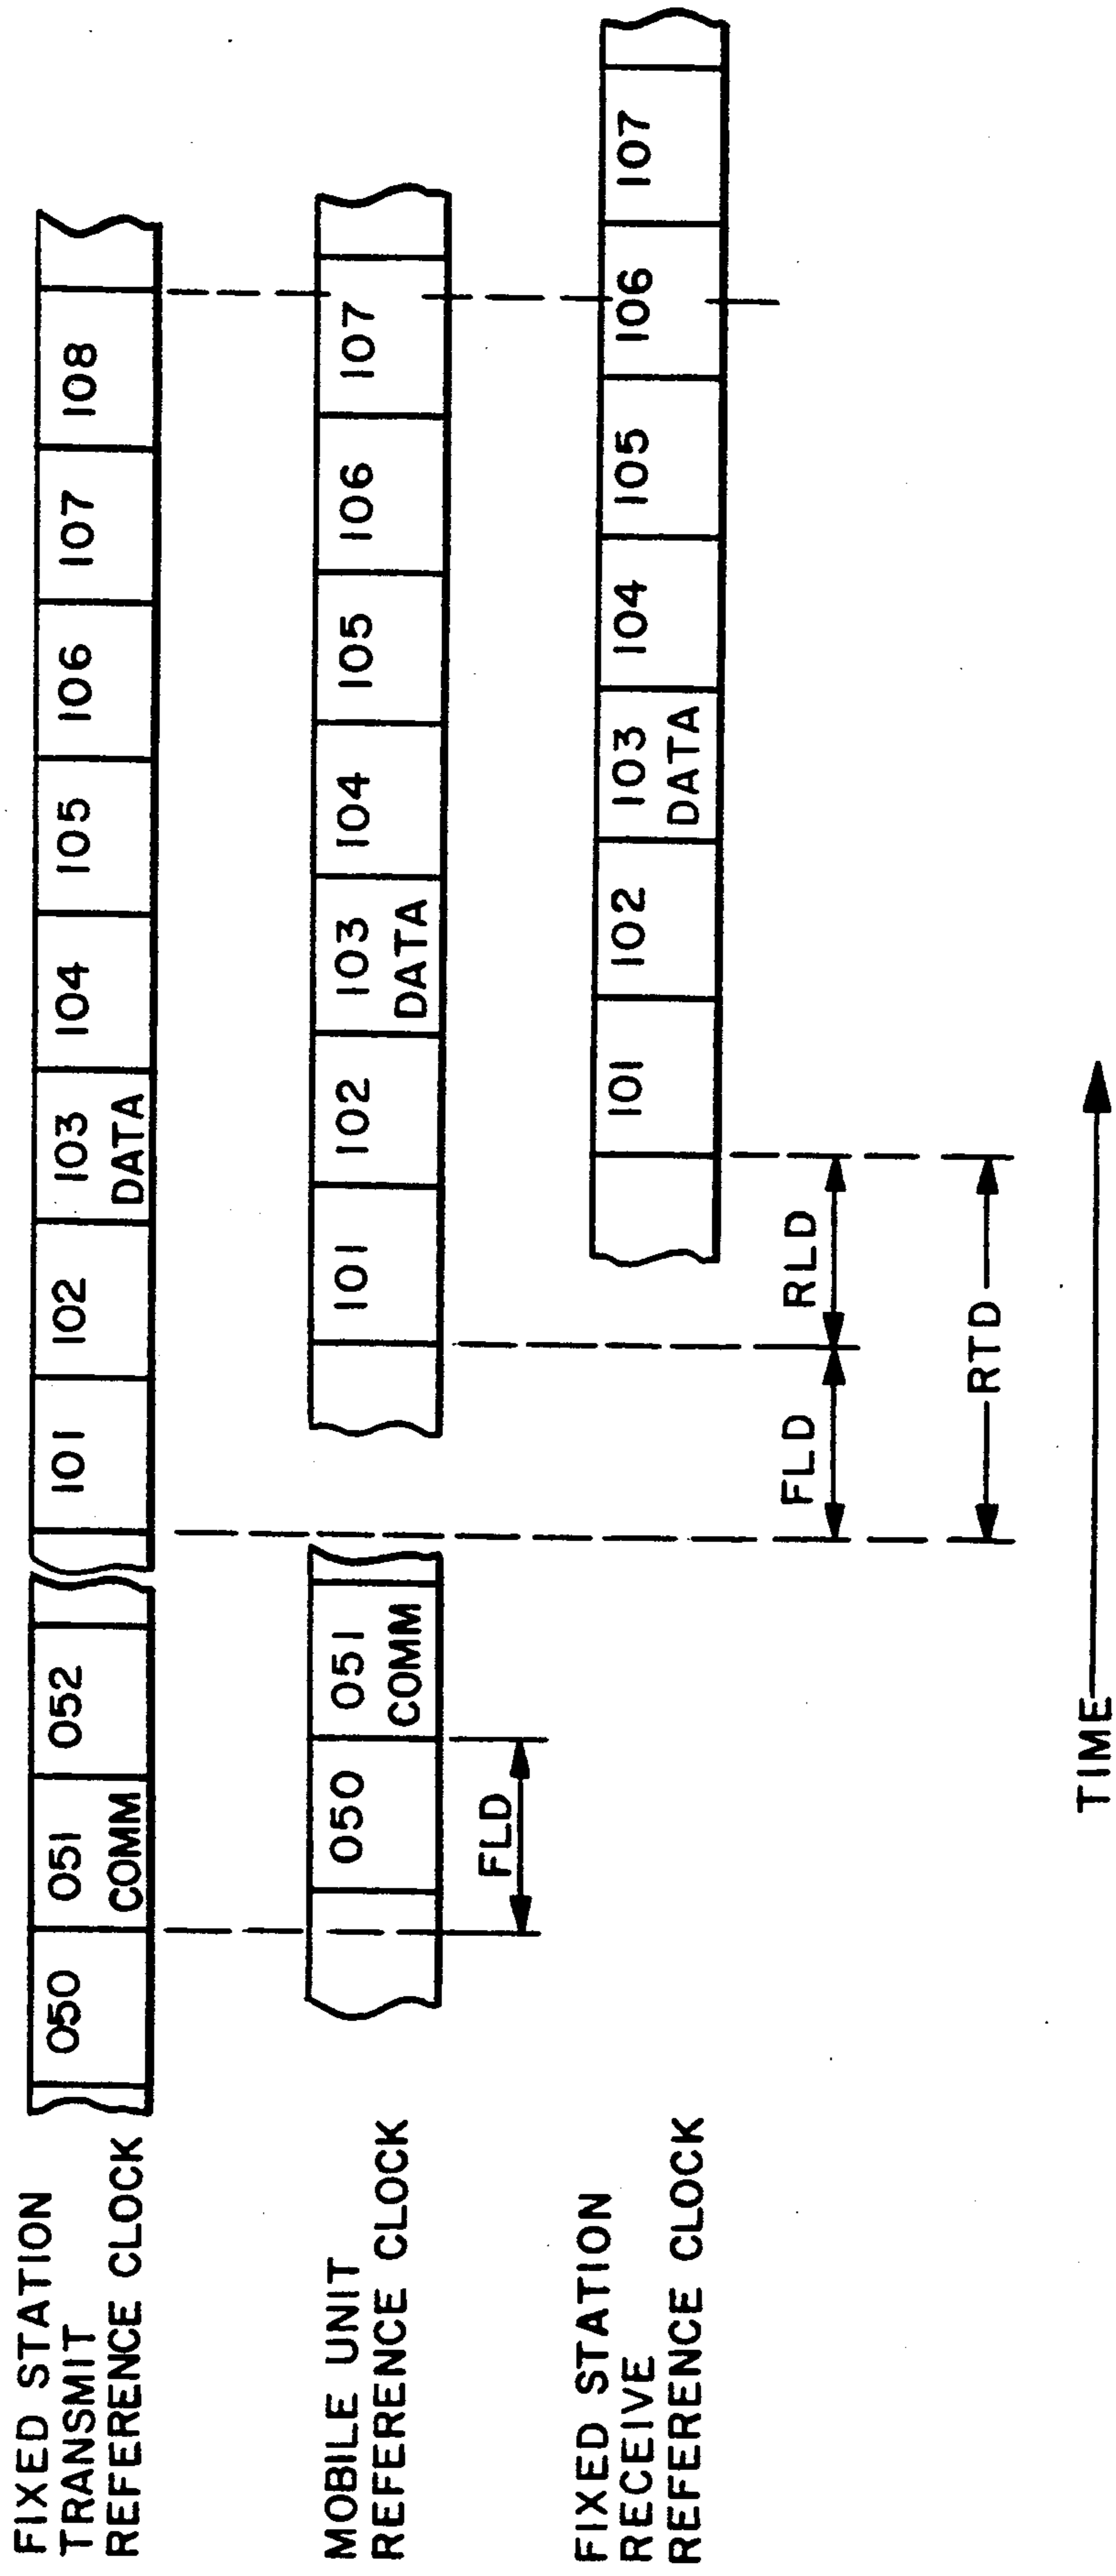 FIXED STATION
TRANSMIT
REFERENCE CLOCK
050
051
COMM
052
101
102
103
DATA
104
105
106
107
108
MOBILE UNIT
REFERENCE CLOCK
050
051
COMM
101
102
103
DATA
104
105
106
107
FLD
FIXED STATION
RECEIVE
REFERENCE CLOCK
101
102
103
DATA
104
105
106
107
FLD
RLD
RTD
TIME